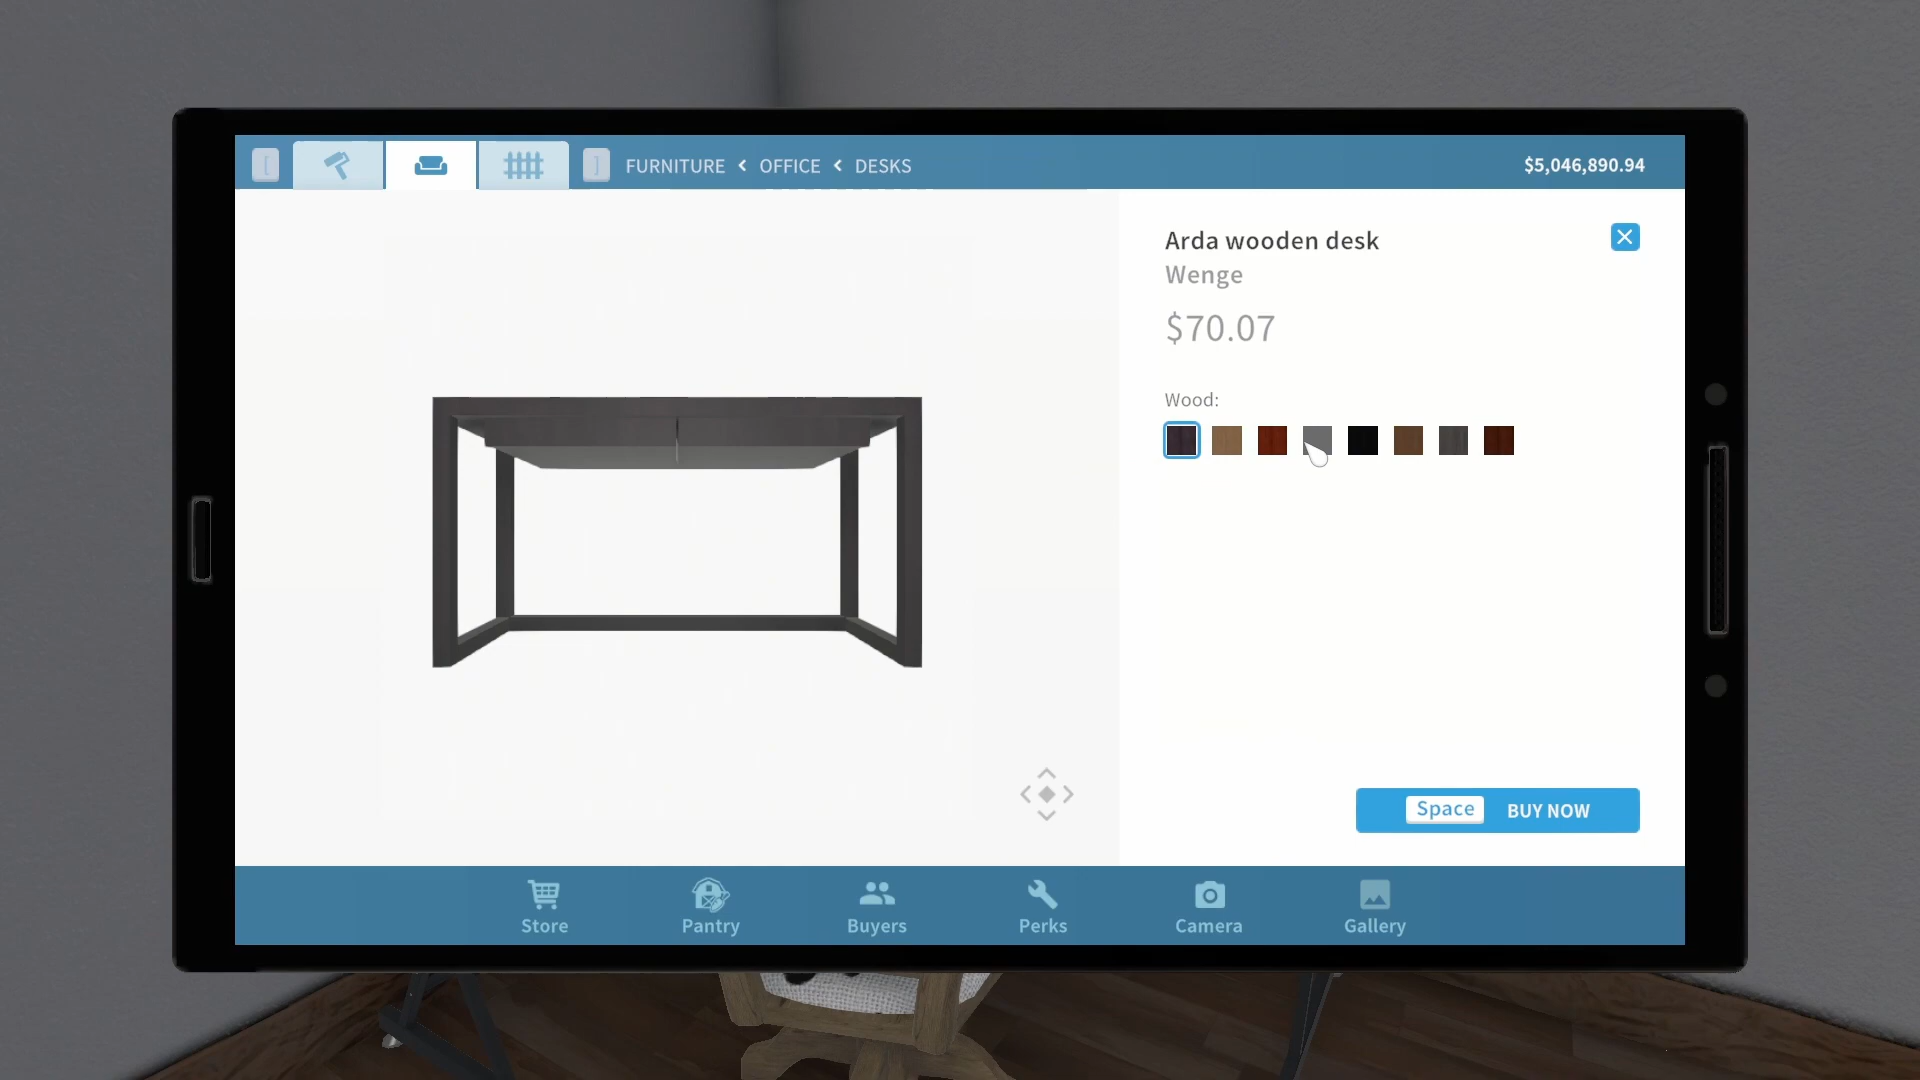 [ ] FURNITURE < OFFICE < DESKS $5,046,890.94
Arda wooden desk
Wenge
$70.07
Wood:
Space BUY NOW
Store Pantry Buyers Perks Camera Gallery